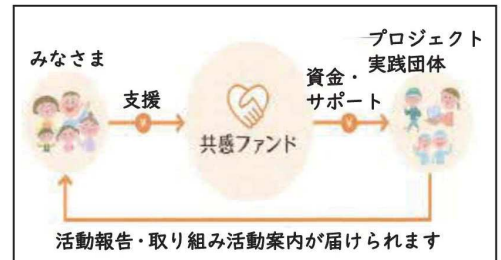 みなさま
支援
¥
共感ファンド
資金・
サポート
¥
プロジェクト
実践団体
活動報告・取り組み活動案内が届けられます